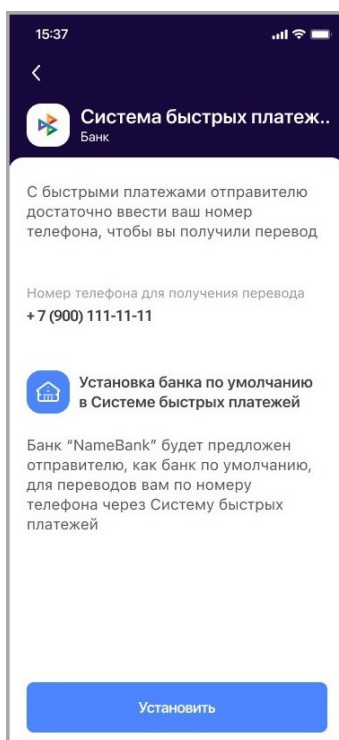 15:37
Система быстрых платеж..
Банк
С быстрыми платежами отправителю
достаточно ввести ваш номер
телефона, чтобы вы получили перевод
Номер телефона для получения перевода
+ 7 (900) 111-11-11
Установка банка по умолчанию
в Системе быстрых платежей
Банк “NameBank” будет предложен
отправителю, как банк по умолчанию,
для переводов вам по номеру
телефона через Систему быстрых
платежей
Установить